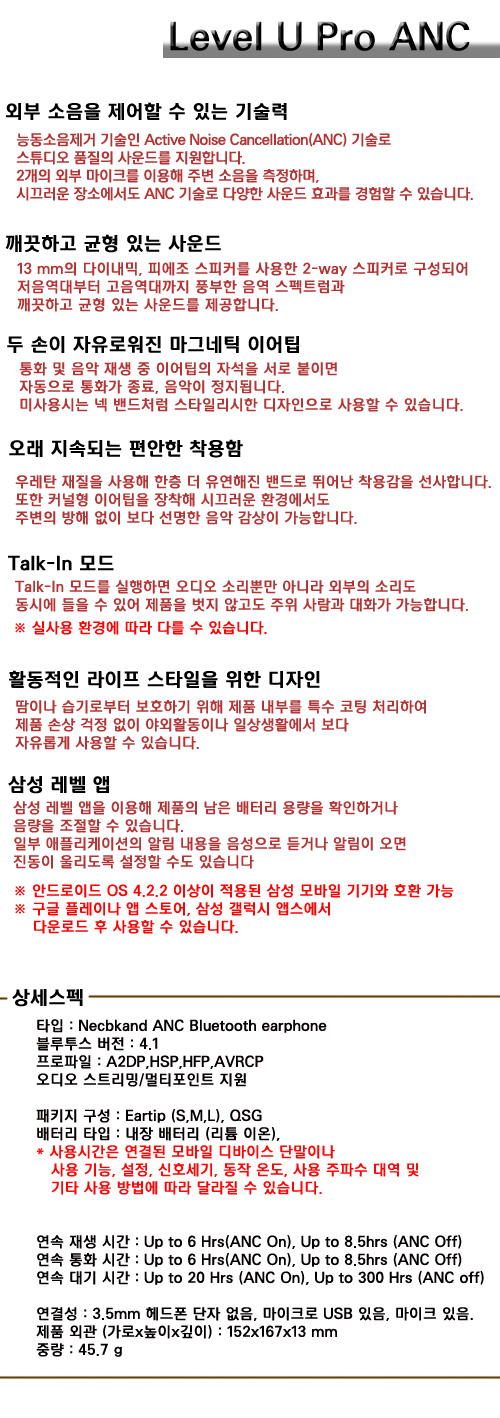 Level U Pro ANC
외부 소음을 제어할 수 있는 기술력
능동소음제거 기술인 Active Noise Cancellation(ANC) 기술로
스튜디오 품질의 사운드를 지원합니다.
2개의 외부 마이크를 이용해 주변 소음을 측정하며,
시끄러운 장소에서도 ANC 기술로 다양한 사운드 효과를 경험할 수 있습니다.
깨끗하고 균형 있는 사운드
13 mm의 다이내믹, 피에조 스피커를 사용한 2-way 스피커로 구성되어
저음역대부터 고음역대까지 풍부한 음역 스펙트럼과
깨끗하고 균형 있는 사운드를 제공합니다.
두 손이 자유로워진 마그네틱 이어팁
통화 및 음악 재생 중 이어팁의 자석을 서로 붙이면
자동으로 통화가 종료, 음악이 정지됩니다.
미사용시는 넥 밴드처럼 스타일리시한 디자인으로 사용할 수 있습니다.
오래 지속되는 편안한 착용함
우레탄 재질을 사용해 한층 더 유연해진 밴드로 뛰어난 착용감을 선사합니다.
또한 커널형 이어팁을 장착해 시끄러운 환경에서도
주변의 방해 없이 보다 선명한 음악 감상이 가능합니다.
Talk-In 모드
Talk-In 모드를 실행하면 오디오 소리뿐만 아니라 외부의 소리도
동시에 들을 수 있어 제품을 벗지 않고도 주위 사람과 대화가 가능합니다.
※ 실사용 환경에 따라 다를 수 있습니다.
활동적인 라이프 스타일을 위한 디자인
땀이나 습기로부터 보호하기 위해 제품 내부를 특수 코팅 처리하여
제품 손상 걱정 없이 야외활동이나 일상생활에서 보다
자유롭게 사용할 수 있습니다.
삼성 레벨 앱
삼성 레벨 앱을 이용해 제품의 남은 배터리 용량을 확인하거나
음량을 조절할 수 있습니다.
일부 애플리케이션의 알림 내용을 음성으로 듣거나 알림이 오면
진동이 울리도록 설정할 수도 있습니다
※ 안드로이드 OS 4.2.2 이상이 적용된 삼성 모바일 기기와 호환 가능
※ 구글 플레이나 앱 스토어, 삼성 갤럭시 앱스에서
다운로드 후 사용할 수 있습니다.
상세스펙
타입 : Necbkand ANC Bluetooth earphone
블루투스 버전 : 4.1
프로파일 : A2DP,HSP,HFP,AVRCP
오디오 스트리밍/멀티포인트 지원
패키지 구성 : Eartip (S,M,L), QSG
배터리 타입 : 내장 배터리 (리튬 이온),
* 사용시간은 연결된 모바일 디바이스 단말이나
사용 기능, 설정, 신호세기, 동작 온도, 사용 주파수 대역 및
기타 사용 방법에 따라 달라질 수 있습니다.
연속 재생 시간 : Up to 6 Hrs(ANC On), Up to 8.5hrs (ANC Off)
연속 통화 시간 : Up to 6 Hrs(ANC On), Up to 8.5hrs (ANC Off)
연속 대기 시간 : Up to 20 Hrs (ANC On), Up to 300 Hrs (ANC off)
연결성 : 3.5mm 헤드폰 단자 없음, 마이크로 USB 있음, 마이크 있음.
제품 외관 (가로x높이x깊이) : 152x167x13 mm
중량 : 45.7 g